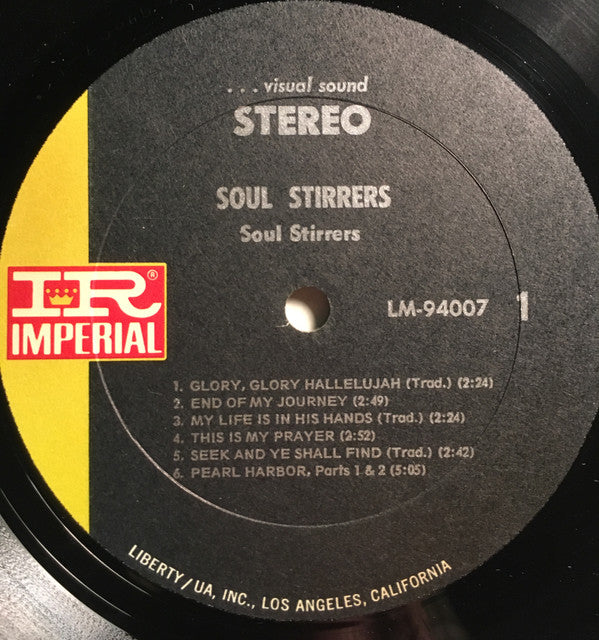 . . . visual sound
STEREO
SOUL STIRRERS
Soul Stirrers
IR®
IMPERIAL
LM-94007 1
1. GLORY, GLORY HALLELUJAH (Trad.) (2:24)
2. END OF MY JOURNEY (2:49)
3. MY LIFE IS IN HIS HANDS (Trad.) (2:24)
4. THIS IS MY PRAYER (2:52)
5. SEEK AND YE SHALL FIND (Trad.) (2:42)
6. PEARL HARBOR, Parts 1 & 2 (5:05)
LIBERTY/UA, INC., LOS ANGELES, CALIFORNIA